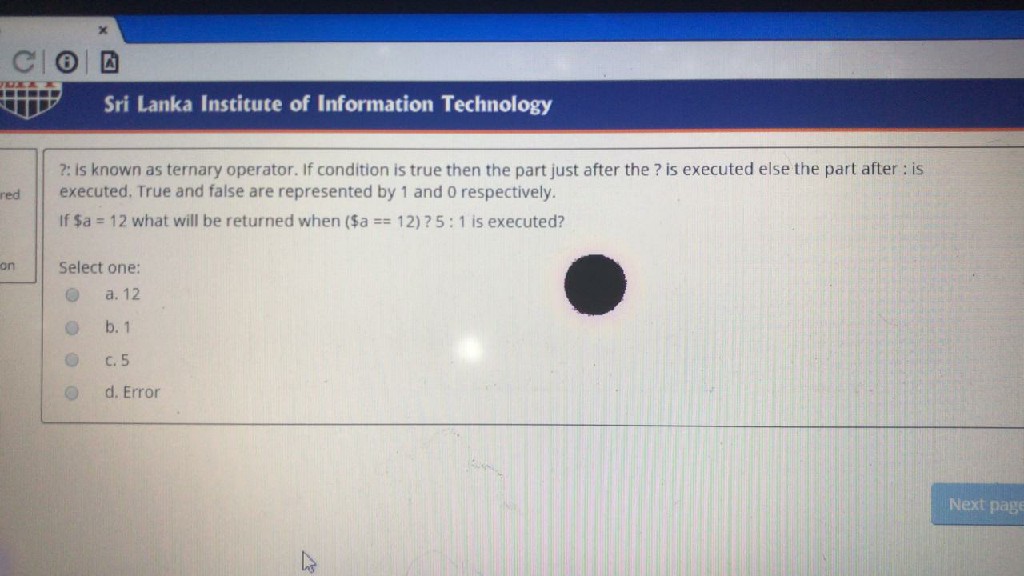 Sri Lanka Institute of Information Technology
?: is known as ternary operator. If condition is true then the part just after the ? is executed else the part after : is
executed. True and false are represented by 1 and 0 respectively.
If $a = 12 what will be returned when ($a == 12) ? 5 : 1 is executed?
Select one:
a. 12
b. 1
c. 5
d. Error
Next page